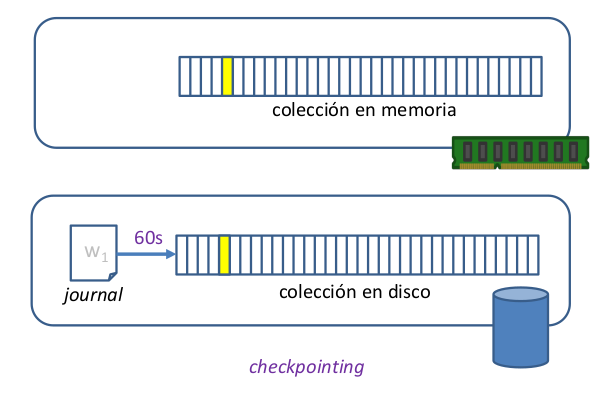 colección en memoria
60s
w1
journal
colección en disco
checkpointing